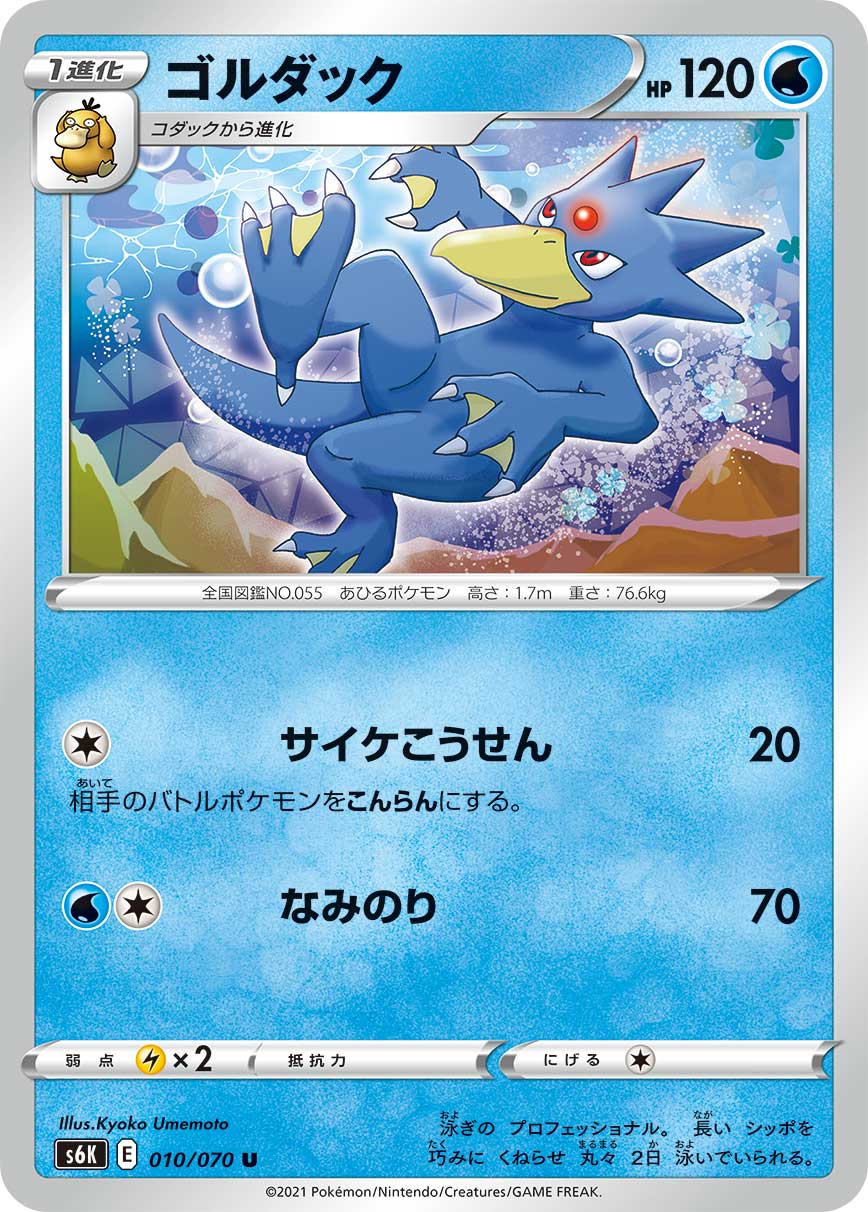 1進化
ゴルダック
HP 120
コダックから進化
全国図鑑NO.055 あひるポケモン 高さ:1.7m 重さ:76.6kg
サイケこうせん 20
相手のバトルポケモンをこんらんにする。
なみのり 70
弱点 ×2 抵抗力 にげる
Illus.Kyoko Umemoto
泳ぎの プロフェッショナル。 長い シッポを
巧みに くねらせ 丸々 2日 泳いでいられる。
s6K E 010/070 U
©2021 Pokémon/Nintendo/Creatures/GAME FREAK.